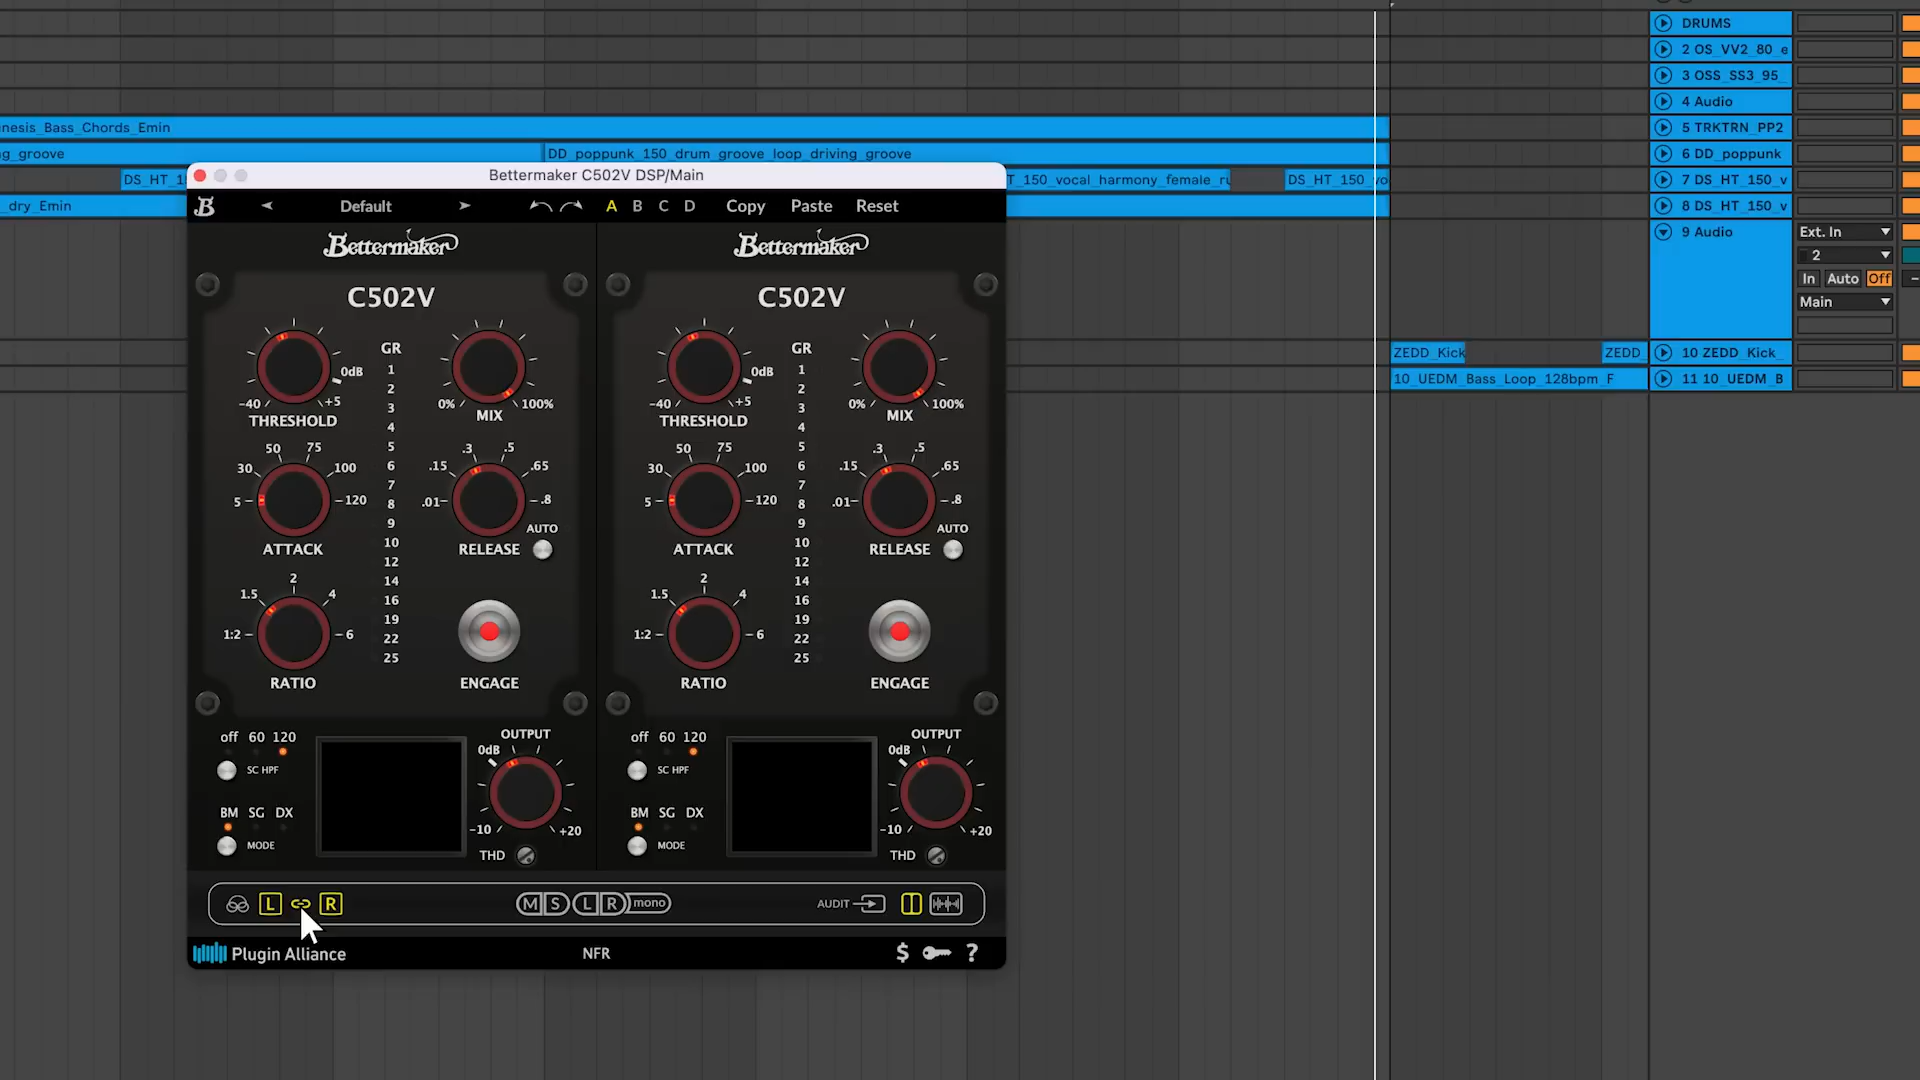 DRUMS
2 OS_VV2_80_e
3 OSS_SS3_95_
4 Audio
nesis_Bass_Chords_Emin
5 TRKTRN_PP2
g_groove
DD_poppunk_150_drum_groove_loop_driving_groove
6 DD_poppunk
Bettermaker C502V DSP/Main
DS_HT_1
T_150_vocal_harmony_female_ru
DS_HT_150_vo
7 DS_HT_150_v
_dry_Emin
8 DS_HT_150_v
Default
A B C D Copy Paste Reset
9 Audio
Ext. In
2
In Auto Off
Main
Bettermaker
Bettermaker
C502V
C502V
GR
1
2
3
4
5
6
7
8
9
10
12
14
16
19
22
25
0dB
-40 +5
THRESHOLD
0% 100%
MIX
5 30 50 75 100 120
ATTACK
.01 .15 .3 .5 .65 .8
RELEASE
AUTO
1:2 1.5 2 4 6
RATIO
ENGAGE
GR
1
2
3
4
5
6
7
8
9
10
12
14
16
19
22
25
0dB
-40 +5
THRESHOLD
0% 100%
MIX
5 30 50 75 100 120
ATTACK
.01 .15 .3 .5 .65 .8
RELEASE
AUTO
1:2 1.5 2 4 6
RATIO
ENGAGE
ZEDD_Kick
ZEDD_
10 ZEDD_Kick_
10_UEDM_Bass_Loop_128bpm_F
11 10_UEDM_B
off 60 120
SC HPF
BM SG DX
MODE
OUTPUT
0dB
-10 +20
THD
off 60 120
SC HPF
BM SG DX
MODE
OUTPUT
0dB
-10 +20
THD
L R
M S L R mono
AUDIT
Plugin Alliance
NFR
$ ?